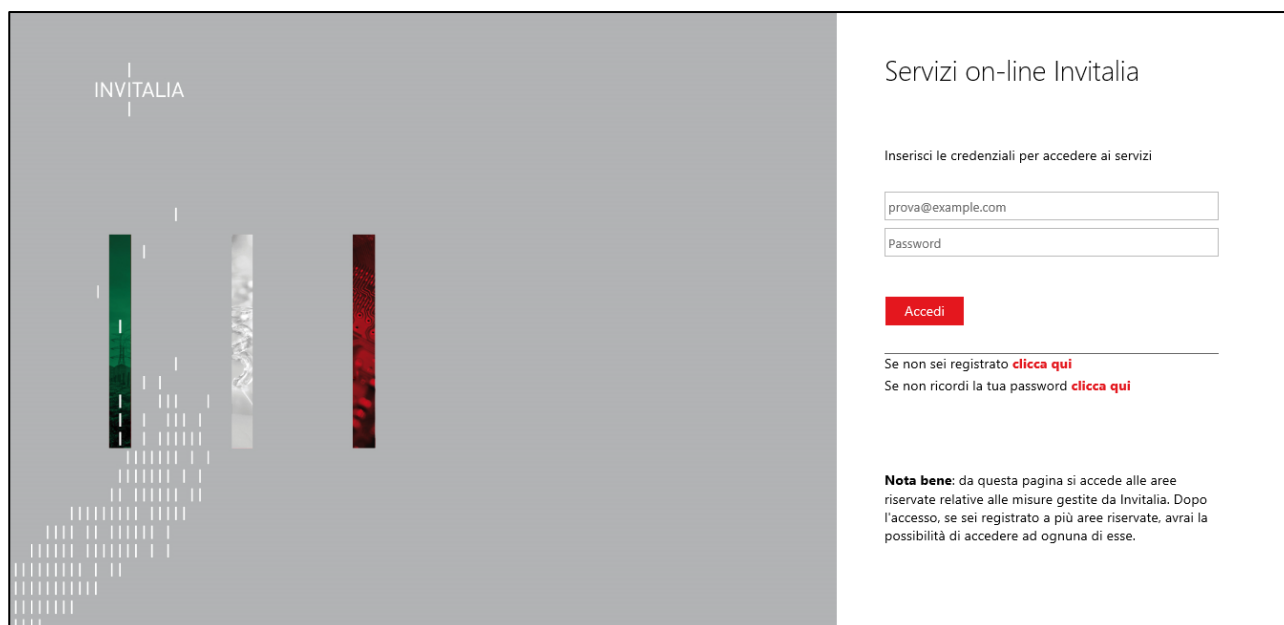 INVITALIA
Servizi on-line Invitalia
Inserisci le credenziali per accedere ai servizi
prova@example.com
Password
Accedi
Se non sei registrato clicca qui
Se non ricordi la tua password clicca qui
Nota bene: da questa pagina si accede alle aree
riservate relative alle misure gestite da Invitalia. Dopo
l'accesso, se sei registrato a più aree riservate, avrai la
possibilità di accedere ad ognuna di esse.